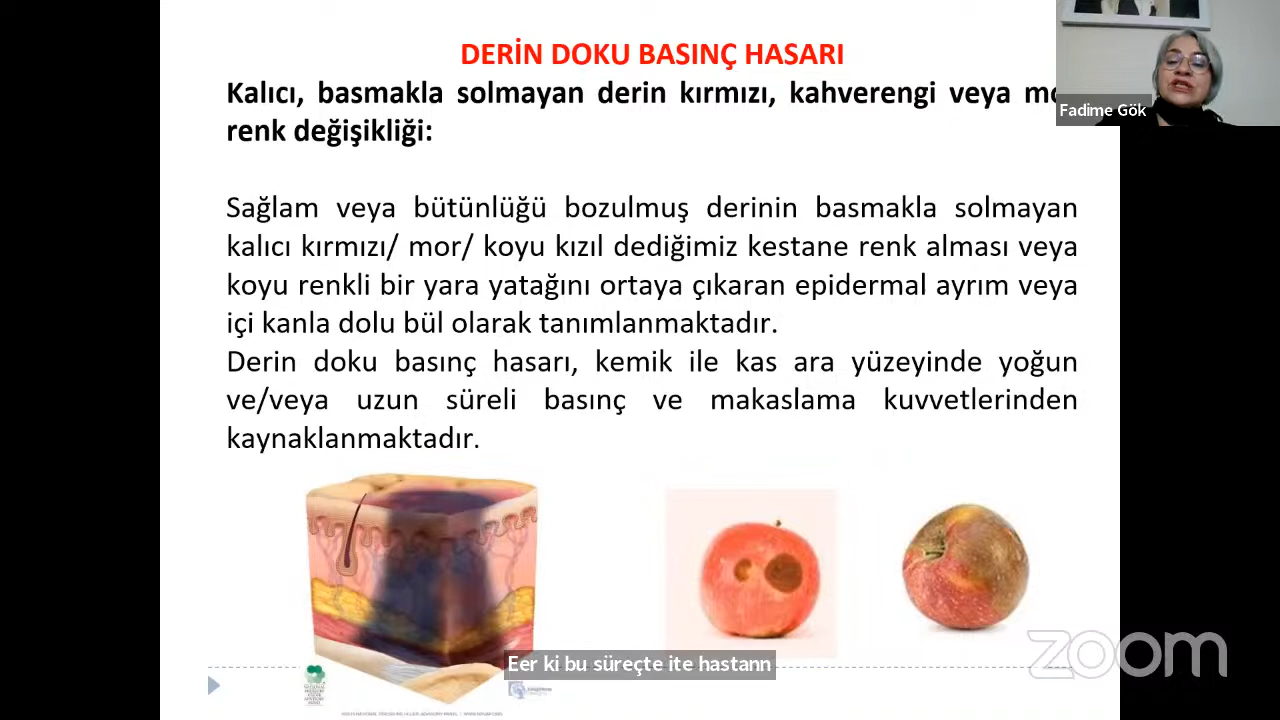 DERİN DOKU BASINÇ HASARI
Kalıcı, basmakla solmayan derin kırmızı, kahverengi veya
renk değişikliği:
Fadime Gök
Sağlam veya bütünlüğü bozulmuş derinin basmakla solmayan
kalıcı kırmızı/ mor/ koyu kızıl dediğimiz kestane renk alması veya
koyu renkli bir yara yatağını ortaya çıkaran epidermal ayrım veya
içi kanla dolu bül olarak tanımlanmaktadır.
Derin doku basınç hasarı, kemik ile kas ara yüzeyinde yoğun
ve/veya uzun süreli basınç ve makaslama kuvvetlerinden
kaynaklanmaktadır.
zoom
Eer ki bu süreçte ite hastann